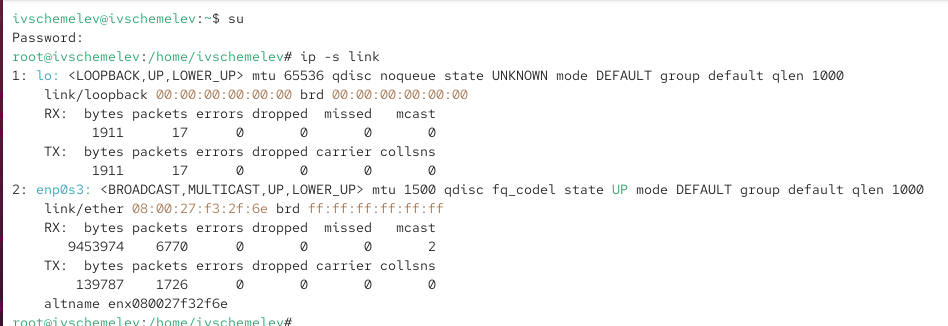 ivschemelev@ivschemelev:~$ su
Password:
root@ivschemelev:/home/ivschemelev# ip -s link
1: lo: <LOOPBACK,UP,LOWER_UP> mtu 65536 qdisc noqueue state UNKNOWN mode DEFAULT group default qlen 1000
    link/loopback 00:00:00:00:00:00 brd 00:00:00:00:00:00
    RX:  bytes packets errors dropped  missed   mcast
          1911      17      0       0       0       0
    TX:  bytes packets errors dropped carrier collsns
          1911      17      0       0       0       0
2: enp0s3: <BROADCAST,MULTICAST,UP,LOWER_UP> mtu 1500 qdisc fq_codel state UP mode DEFAULT group default qlen 1000
    link/ether 08:00:27:f3:2f:6e brd ff:ff:ff:ff:ff:ff
    RX:  bytes packets errors dropped  missed   mcast
       9453974    6770      0       0       0       2
    TX:  bytes packets errors dropped carrier collsns
        139787    1726      0       0       0       0
    altname enx080027f32f6e
root@ivschemelev:/home/ivschemelev#